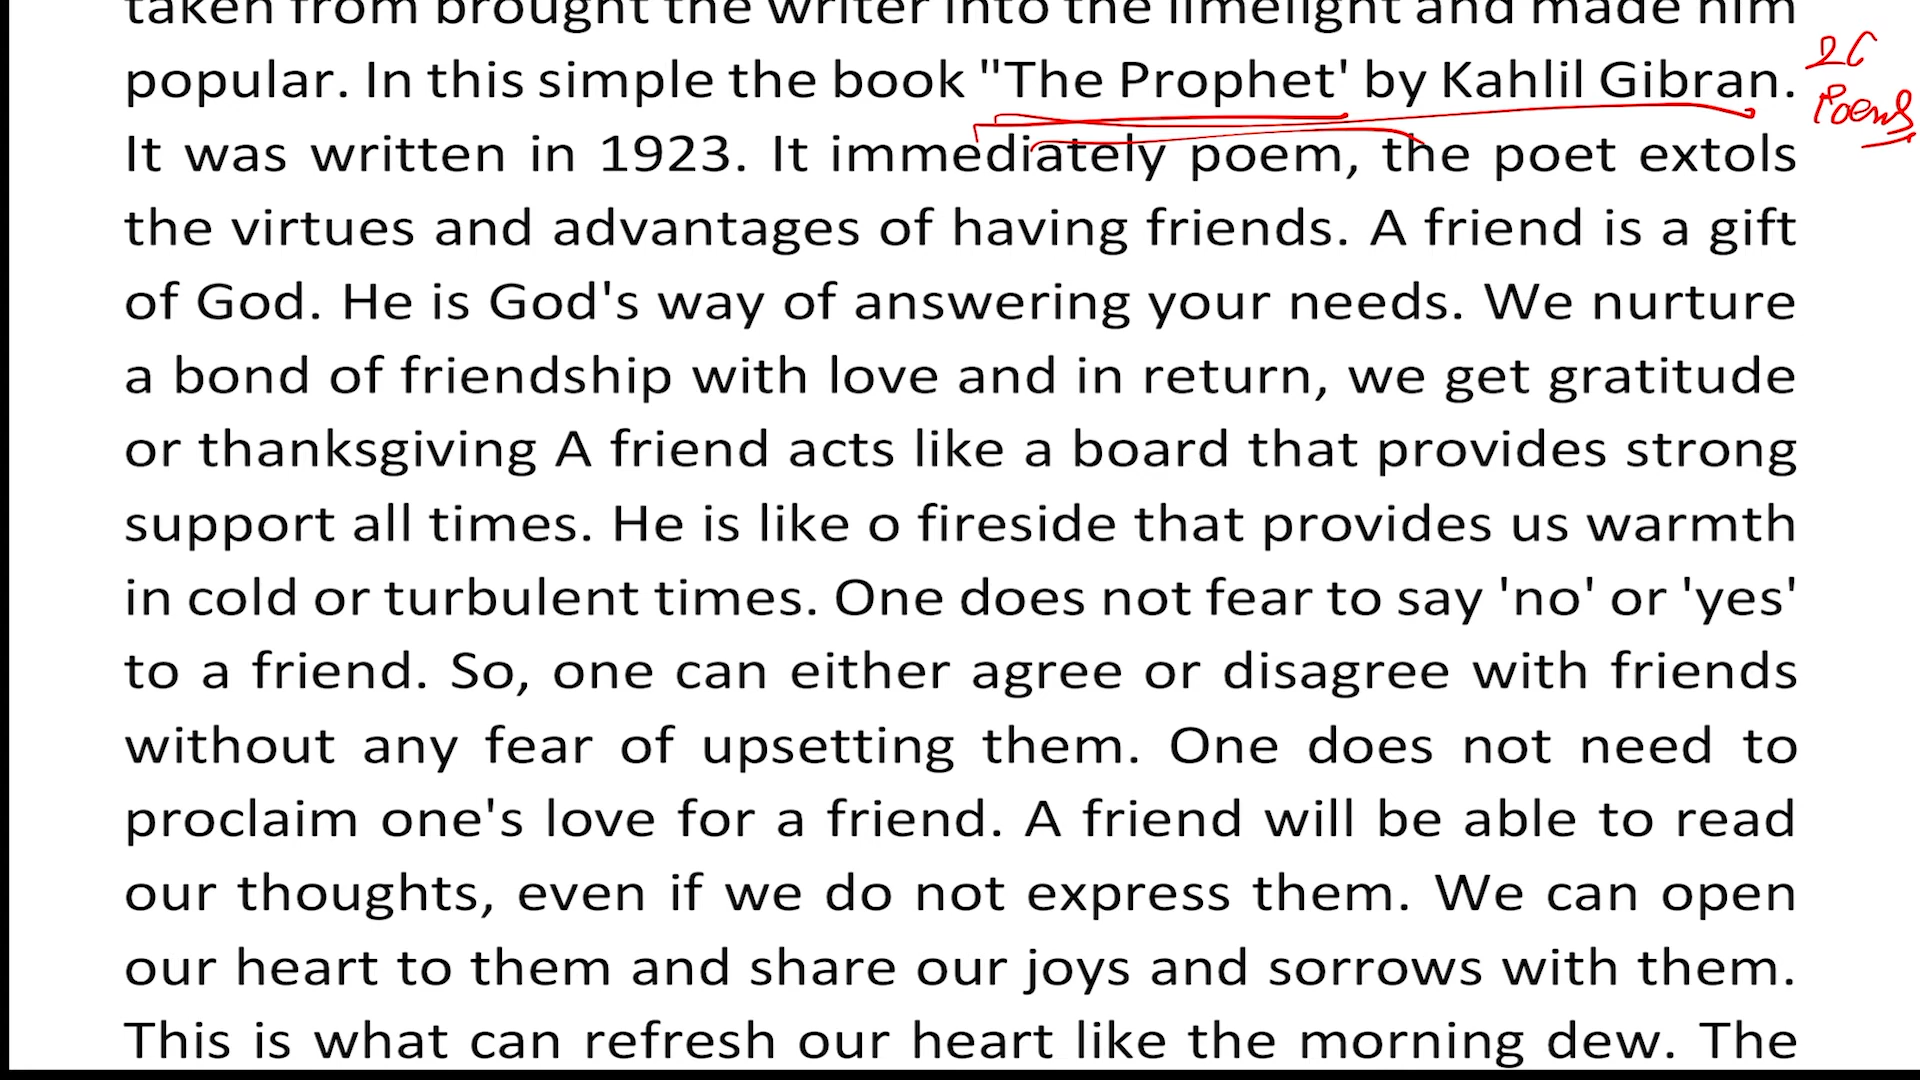 taken from brought the writer into the limelight and made him
popular. In this simple the book "The Prophet' by Kahlil Gibran.
26
Poems
It was written in 1923. It immediately poem, the poet extols
the virtues and advantages of having friends. A friend is a gift
of God. He is God's way of answering your needs. We nurture
a bond of friendship with love and in return, we get gratitude
or thanksgiving A friend acts like a board that provides strong
support all times. He is like o fireside that provides us warmth
in cold or turbulent times. One does not fear to say 'no' or 'yes'
to a friend. So, one can either agree or disagree with friends
without any fear of upsetting them. One does not need to
proclaim one's love for a friend. A friend will be able to read
our thoughts, even if we do not express them. We can open
our heart to them and share our joys and sorrows with them.
This is what can refresh our heart like the morning dew. The